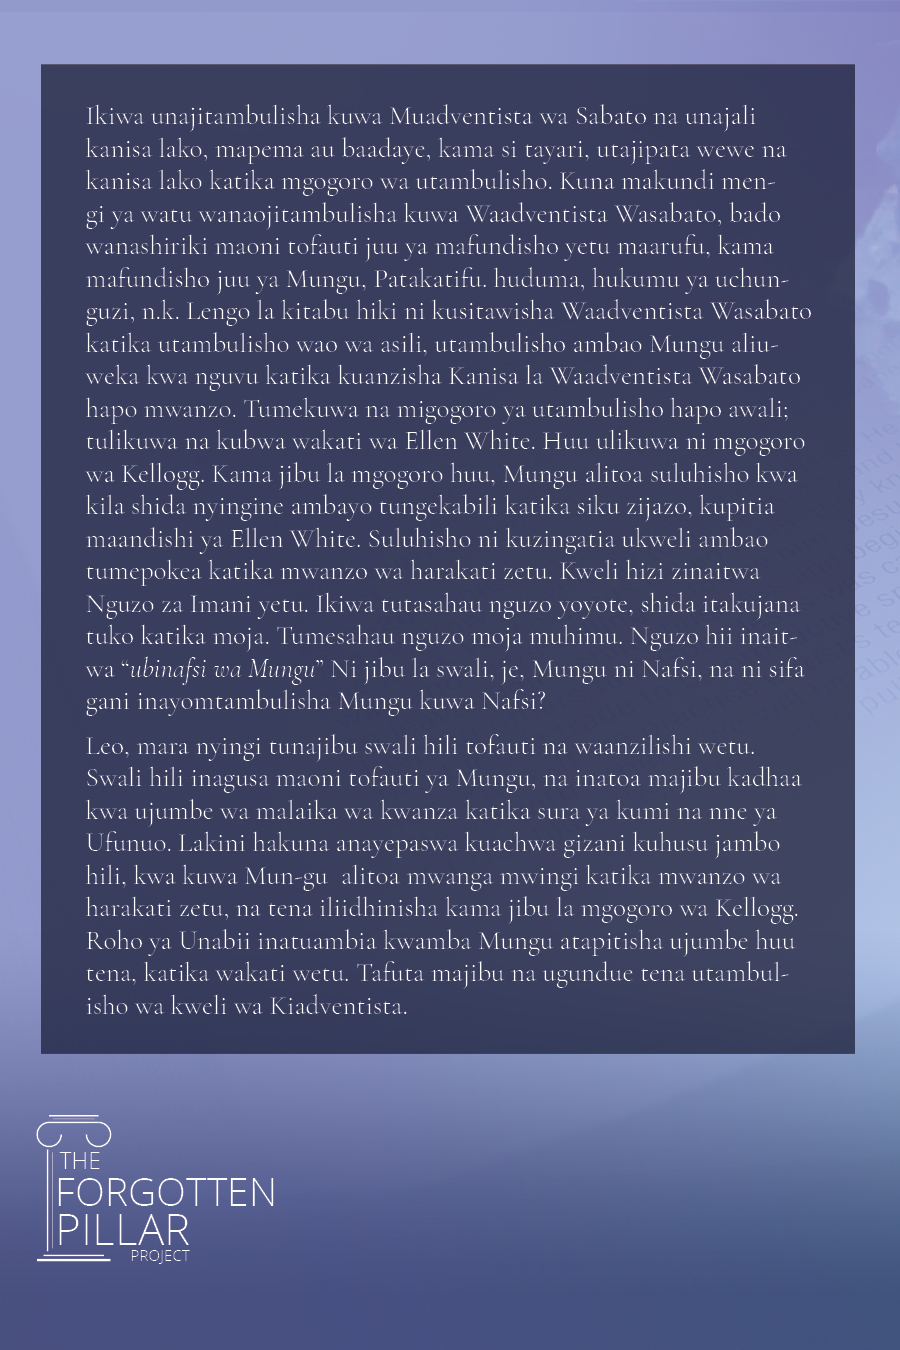 Ikiwa unajitambulisha kuwa Muadventista wa Sabato na unajali
kanisa lako, mapema au baadaye, kama si tayari, utajipata wewe na
kanisa lako katika mgogoro wa utambulisho. Kuna makundi men-
gi ya watu wanaojitambulisha kuwa Waadventista Wasabato, bado
wanashiriki maoni tofauti juu ya mafundisho yetu maarufu, kama
mafundisho juu ya Mungu, Patakatifu. huduma, hukumu ya uchun-
guzi, n.k. Lengo la kitabu hiki ni kusitawisha Waadventista Wasabato
katika utambulisho wao wa asili, utambulisho ambao Mungu aliu-
weka kwa nguvu katika kuanzisha Kanisa la Waadventista Wasabato
hapo mwanzo. Tumekuwa na migogoro ya utambulisho hapo awali;
tulikuwa na kubwa wakati wa Ellen White. Huu ulikuwa ni mgogoro
wa Kellogg. Kama jibu la mgogoro huu, Mungu alitoa suluhisho kwa
kila shida nyingine ambayo tungekabili katika siku zijazo, kupitia
maandishi ya Ellen White. Suluhisho ni kuzingatia ukweli ambao
tumepokea katika mwanzo wa harakati zetu. Kweli hizi zinaitwa
Nguzo za Imani yetu. Ikiwa tutasahau nguzo yoyote, shida itakujana
tuko katika moja. Tumesahau nguzo moja muhimu. Nguzo hii inait-
wa “ubinafsi wa Mungu” Ni jibu la swali, je, Mungu ni Nafsi, na ni sifa
gani inayomtambulisha Mungu kuwa Nafsi?
Leo, mara nyingi tunajibu swali hili tofauti na waanzilishi wetu.
Swali hili inagusa maoni tofauti ya Mungu, na inatoa majibu kadhaa
kwa ujumbe wa malaika wa kwanza katika sura ya kumi na nne ya
Ufunuo. Lakini hakuna anayepaswa kuachwa gizani kuhusu jambo
hili, kwa kuwa Mun-gu  alitoa mwanga mwingi katika mwanzo wa
harakati zetu, na tena iliidhinisha kama jibu la mgogoro wa Kellogg.
Roho ya Unabii inatuambia kwamba Mungu atapitisha ujumbe huu
tena, katika wakati wetu. Tafuta majibu na ugundue tena utambul-
isho wa kweli wa Kiadventista.
THE
FORGOTTEN
PILLAR
PROJECT